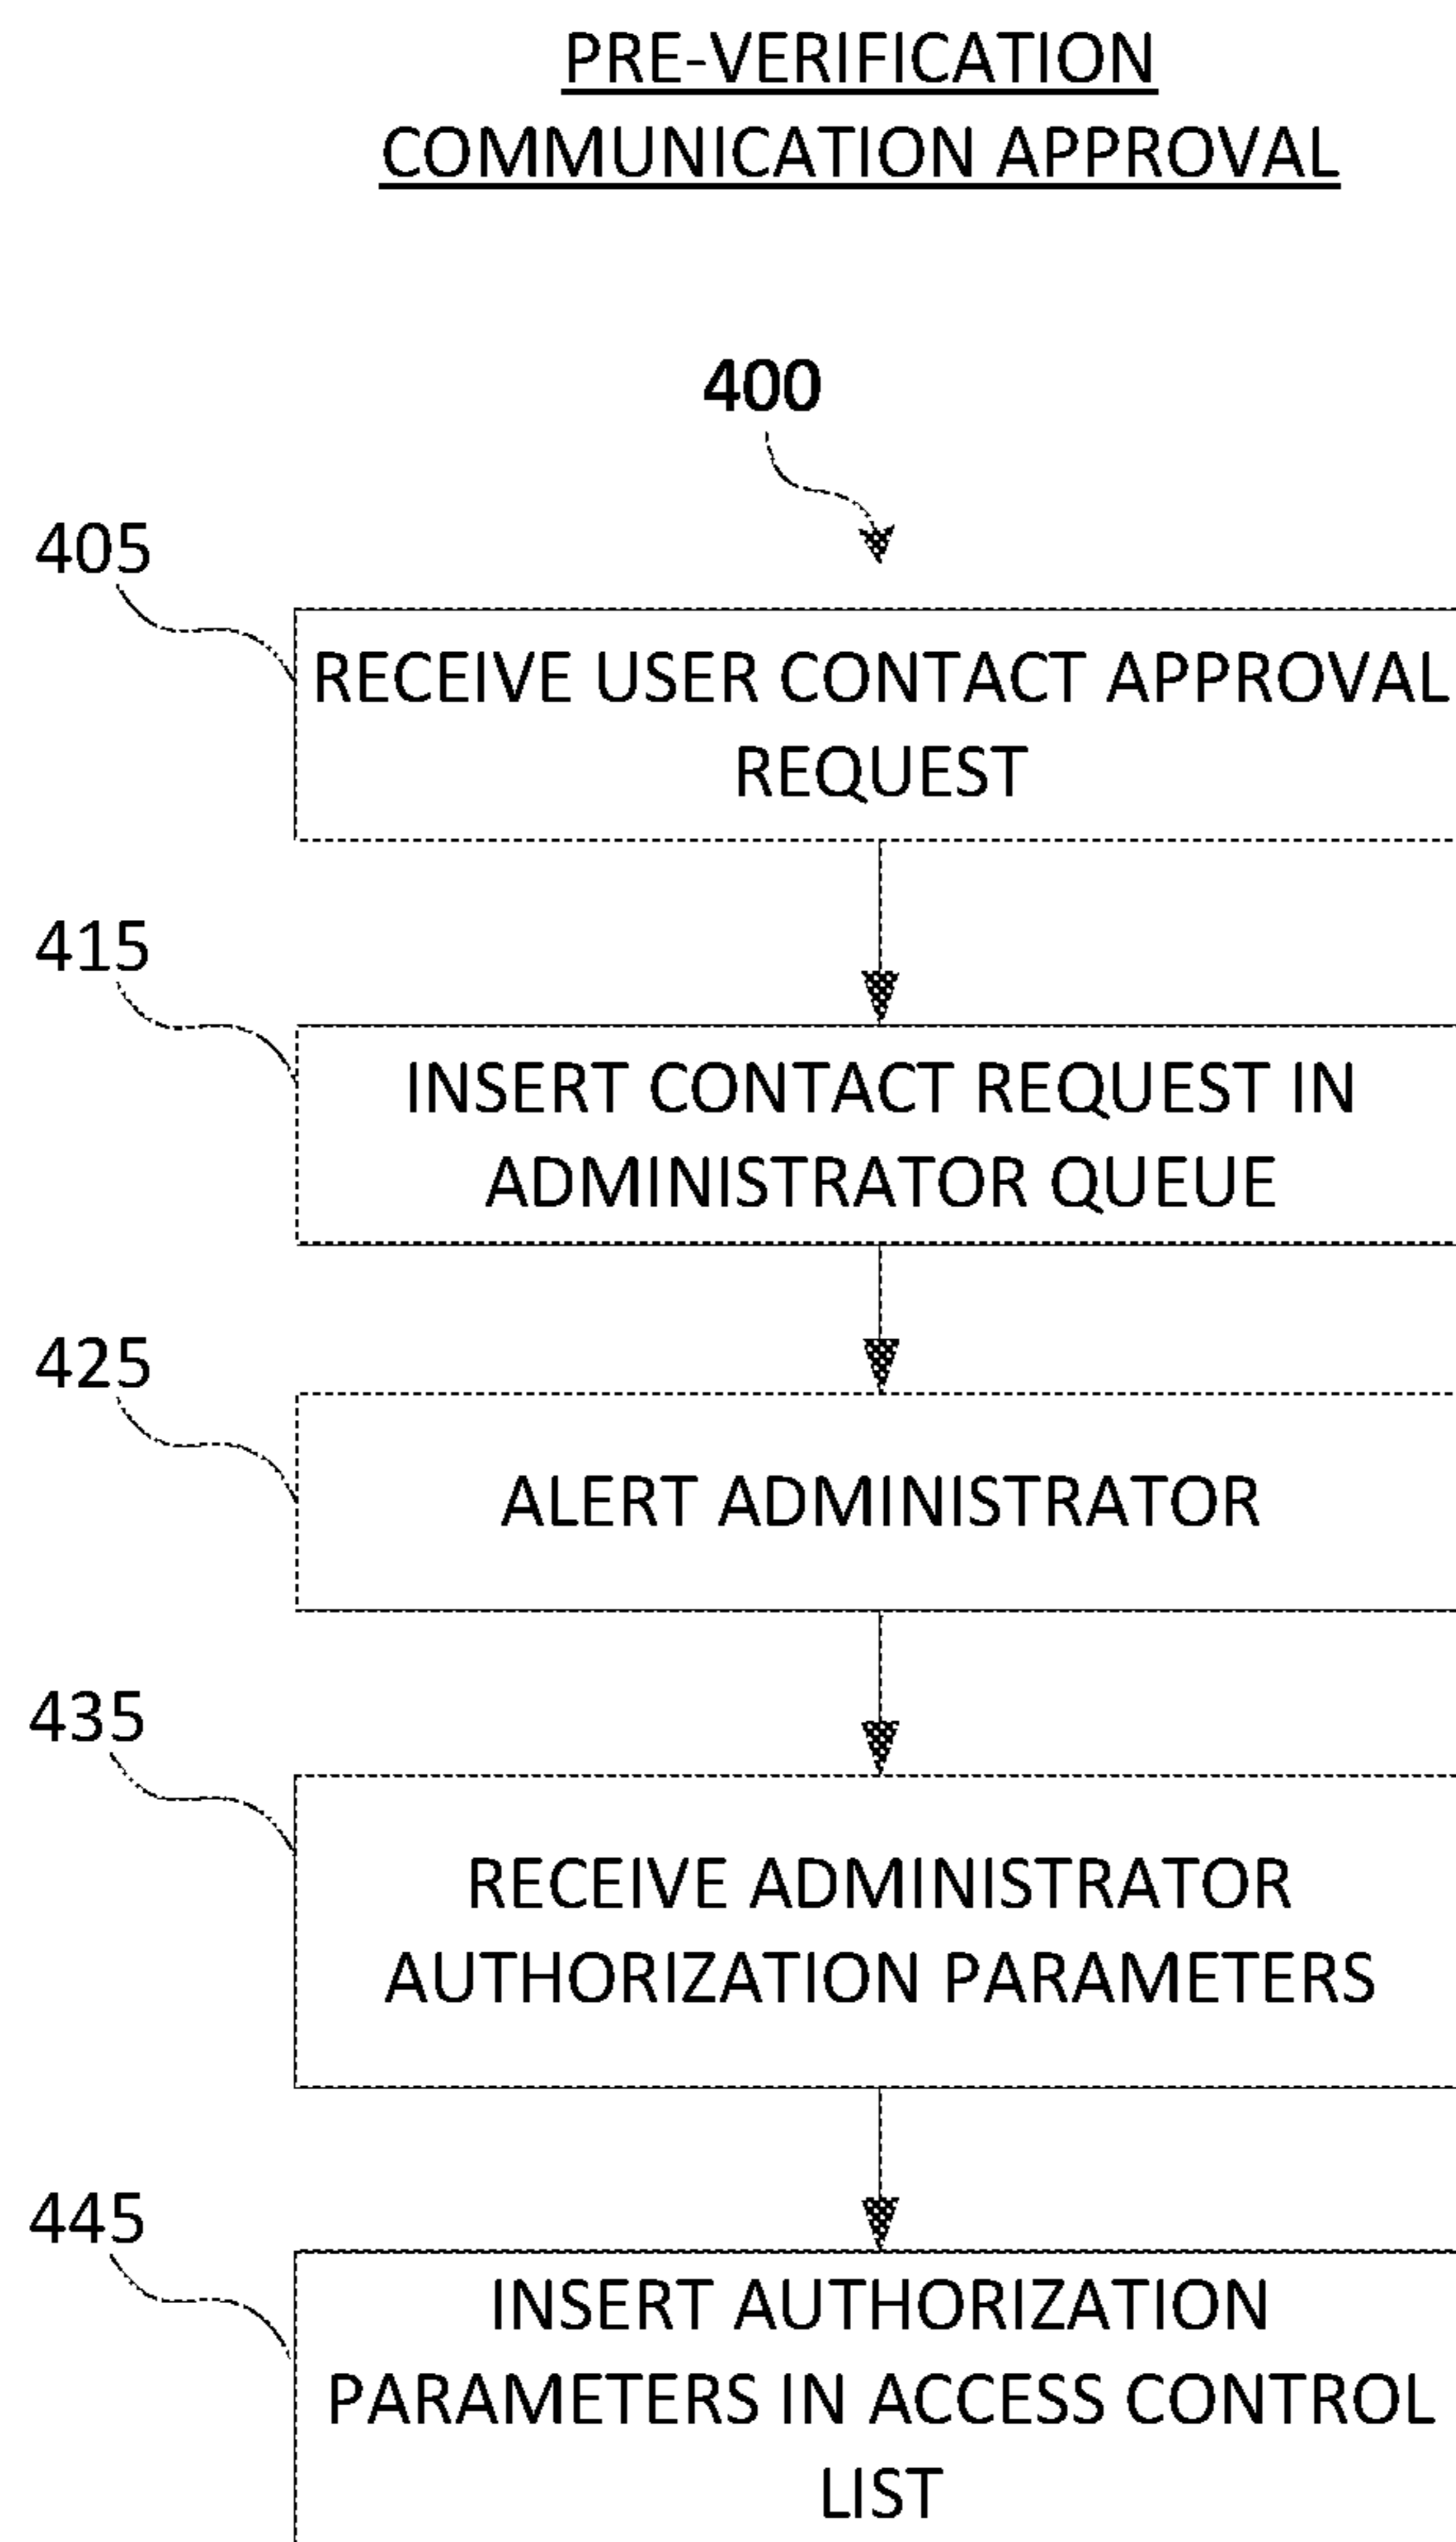 PRE-VERIFICATION
COMMUNICATION APPROVAL
400
405
RECEIVE USER CONTACT APPROVAL
REQUEST
415
INSERT CONTACT REQUEST IN
ADMINISTRATOR QUEUE
425
ALERT ADMINISTRATOR
435
RECEIVE ADMINISTRATOR
AUTHORIZATION PARAMETERS
445
INSERT AUTHORIZATION
PARAMETERS IN ACCESS CONTROL
LIST